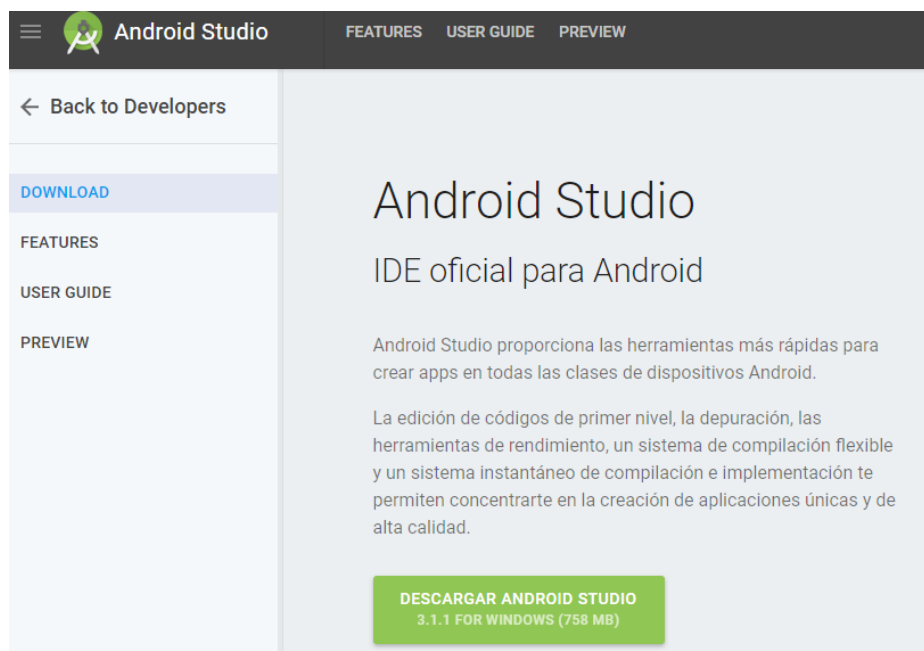 Android Studio
FEATURES USER GUIDE PREVIEW
Back to Developers
DOWNLOAD
FEATURES
USER GUIDE
PREVIEW
Android Studio
IDE oficial para Android
Android Studio proporciona las herramientas más rápidas para
crear apps en todas las clases de dispositivos Android.
La edición de códigos de primer nivel, la depuración, las
herramientas de rendimiento, un sistema de compilación flexible
y un sistema instantáneo de compilación e implementación te
permiten concentrarte en la creación de aplicaciones únicas y de
alta calidad.
DESCARGAR ANDROID STUDIO
3.1.1 FOR WINDOWS (758 MB)